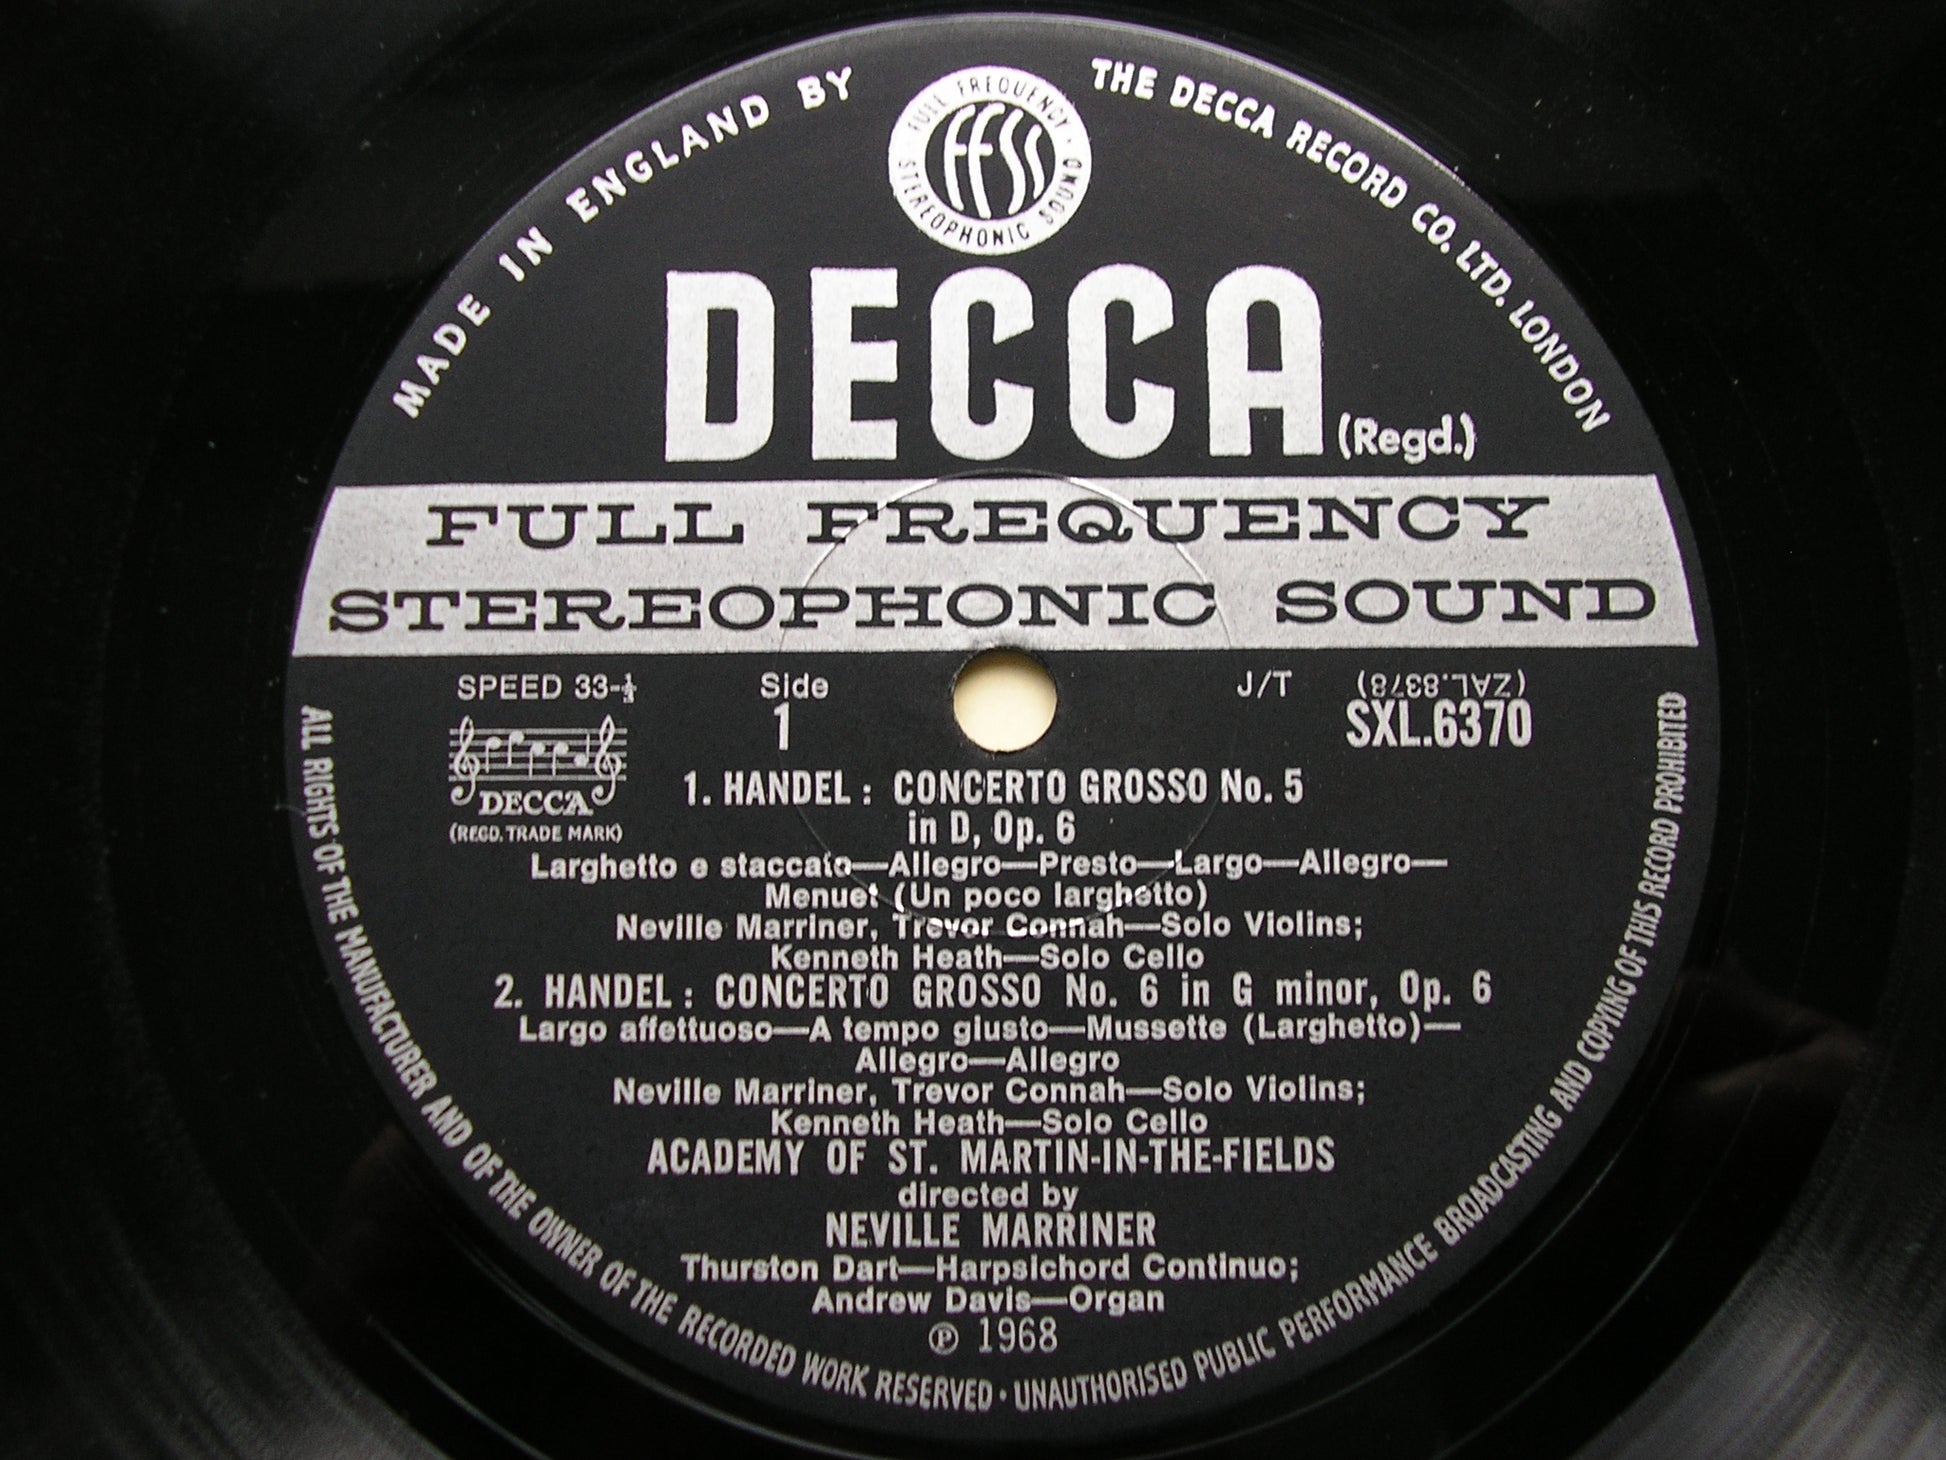 MADE IN ENGLAND BY
THE DECCA RECORD CO. LTD. LONDON
FULL FREQUENCY
FFSS
STEREOPHONIC SOUND
DECCA (Regd.)
FULL FREQUENCY
STEREOPHONIC SOUND
SPEED 33-⅓
Side
1
J/T
(ZAL.8378)
SXL.6370
DECCA
(REGD. TRADE MARK)
1. HANDEL : CONCERTO GROSSO No. 5
in D, Op. 6
Larghetto e staccato—Allegro—Presto—Largo—Allegro—
Menuet (Un poco larghetto)
Neville Marriner, Trevor Connah—Solo Violins;
Kenneth Heath—Solo Cello
2. HANDEL : CONCERTO GROSSO No. 6 in G minor, Op. 6
Largo affettuoso—A tempo giusto—Mussette (Larghetto)—
Allegro—Allegro
Neville Marriner, Trevor Connah—Solo Violins;
Kenneth Heath—Solo Cello
ACADEMY OF ST. MARTIN-IN-THE-FIELDS
directed by
NEVILLE MARRINER
Thurston Dart—Harpsichord Continuo;
Andrew Davis—Organ
℗ 1968
ALL RIGHTS OF THE MANUFACTURER AND OF THE OWNER OF THE RECORDED WORK RESERVED · UNAUTHORISED PUBLIC PERFORMANCE BROADCASTING AND COPYING OF THIS RECORD PROHIBITED